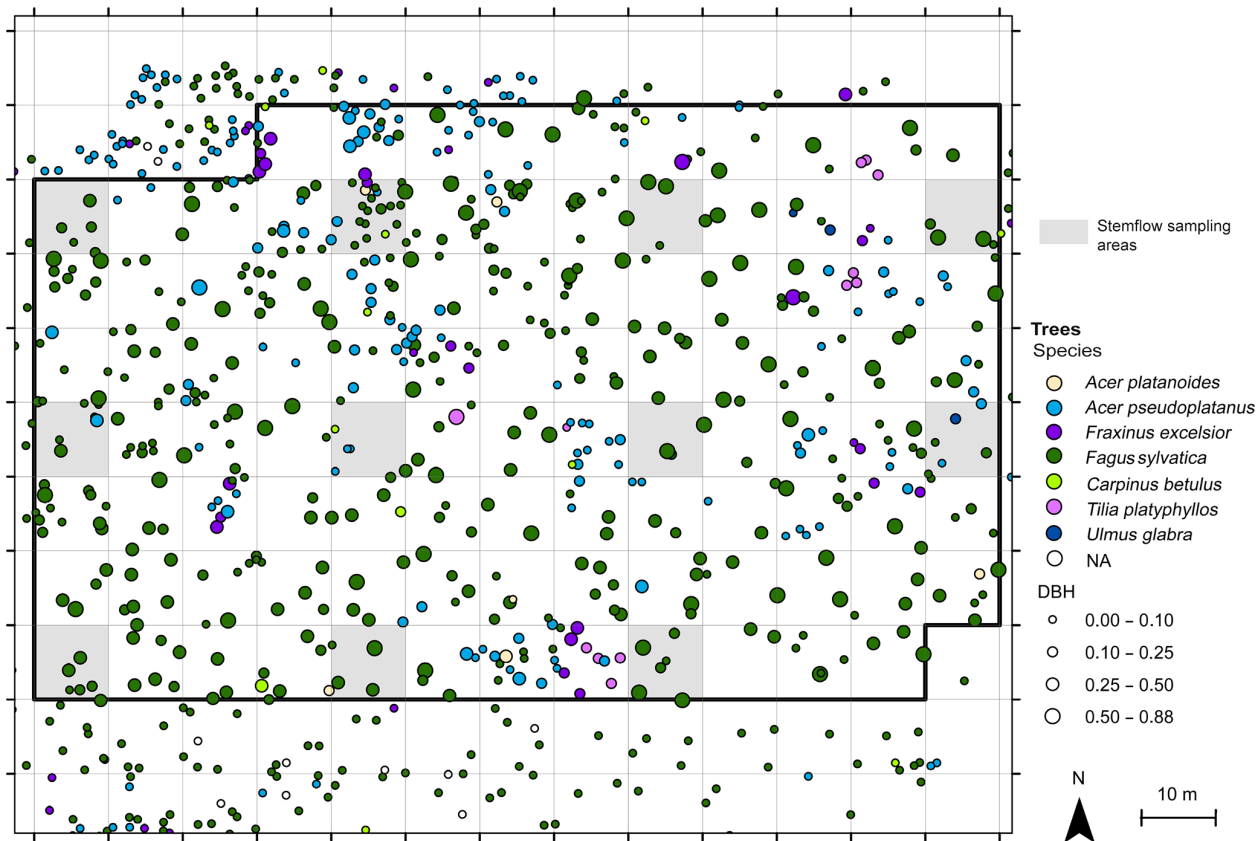 Stemflow sampling
areas
Trees
Species
Acer platanoides
Acer pseudoplatanus
Fraxinus excelsior
Fagus sylvatica
Carpinus betulus
Tilia platyphyllos
Ulmus glabra
NA
DBH
0.00 – 0.10
0.10 – 0.25
0.25 – 0.50
0.50 – 0.88
N
10 m